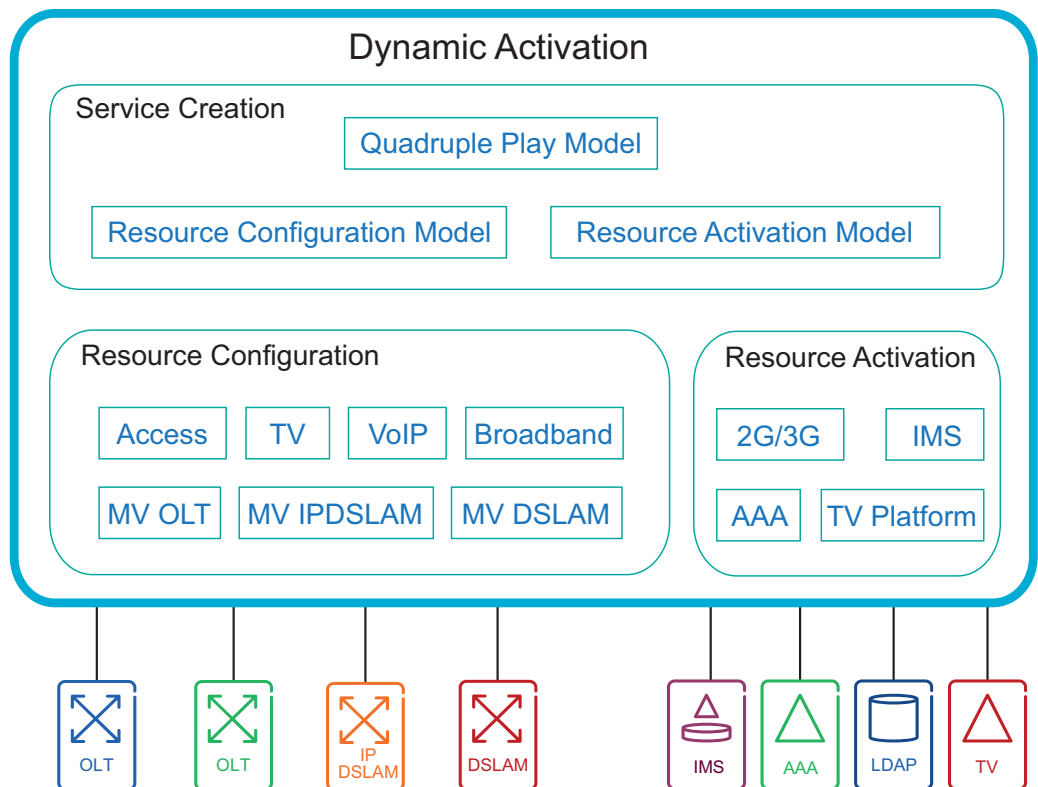 Dynamic Activation
Service Creation
Quadruple Play Model
Resource Configuration Model
Resource Activation Model
Resource Configuration
Access
TV
VoIP
Broadband
MV OLT
MV IPDSLAM
MV DSLAM
Resource Activation
2G/3G
IMS
AAA
TV Platform
OLT
OLT
IP
DSLAM
DSLAM
IMS
AAA
LDAP
TV